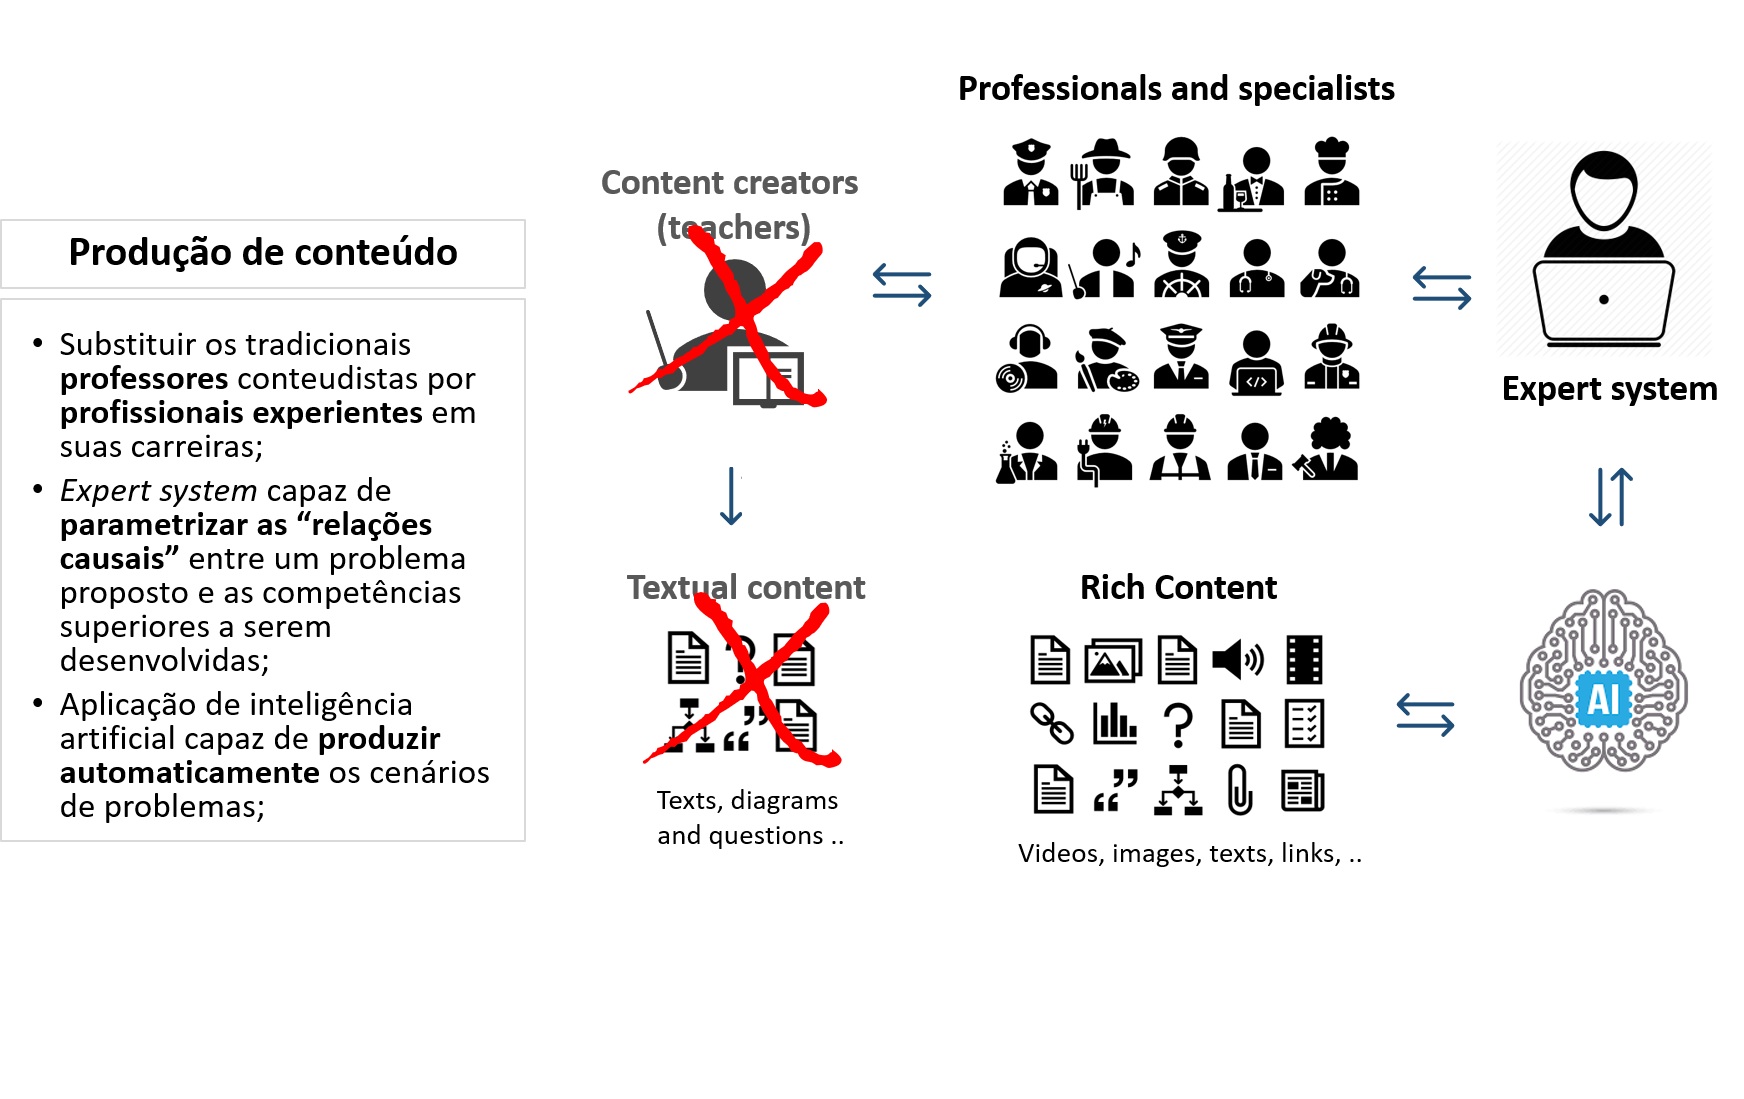 Produção de conteúdo
• Substituir os tradicionais
professores conteudistas por
profissionais experientes em
suas carreiras;
• Expert system capaz de
parametrizar as “relações
causais” entre um problema
proposto e as competências
superiores a serem
desenvolvidas;
• Aplicação de inteligência
artificial capaz de produzir
automaticamente os cenários
de problemas;
Content creators
(teachers)
Textual content
Texts, diagrams
and questions ..
Professionals and specialists
Rich Content
Videos, images, texts, links, ..
Expert system
AI